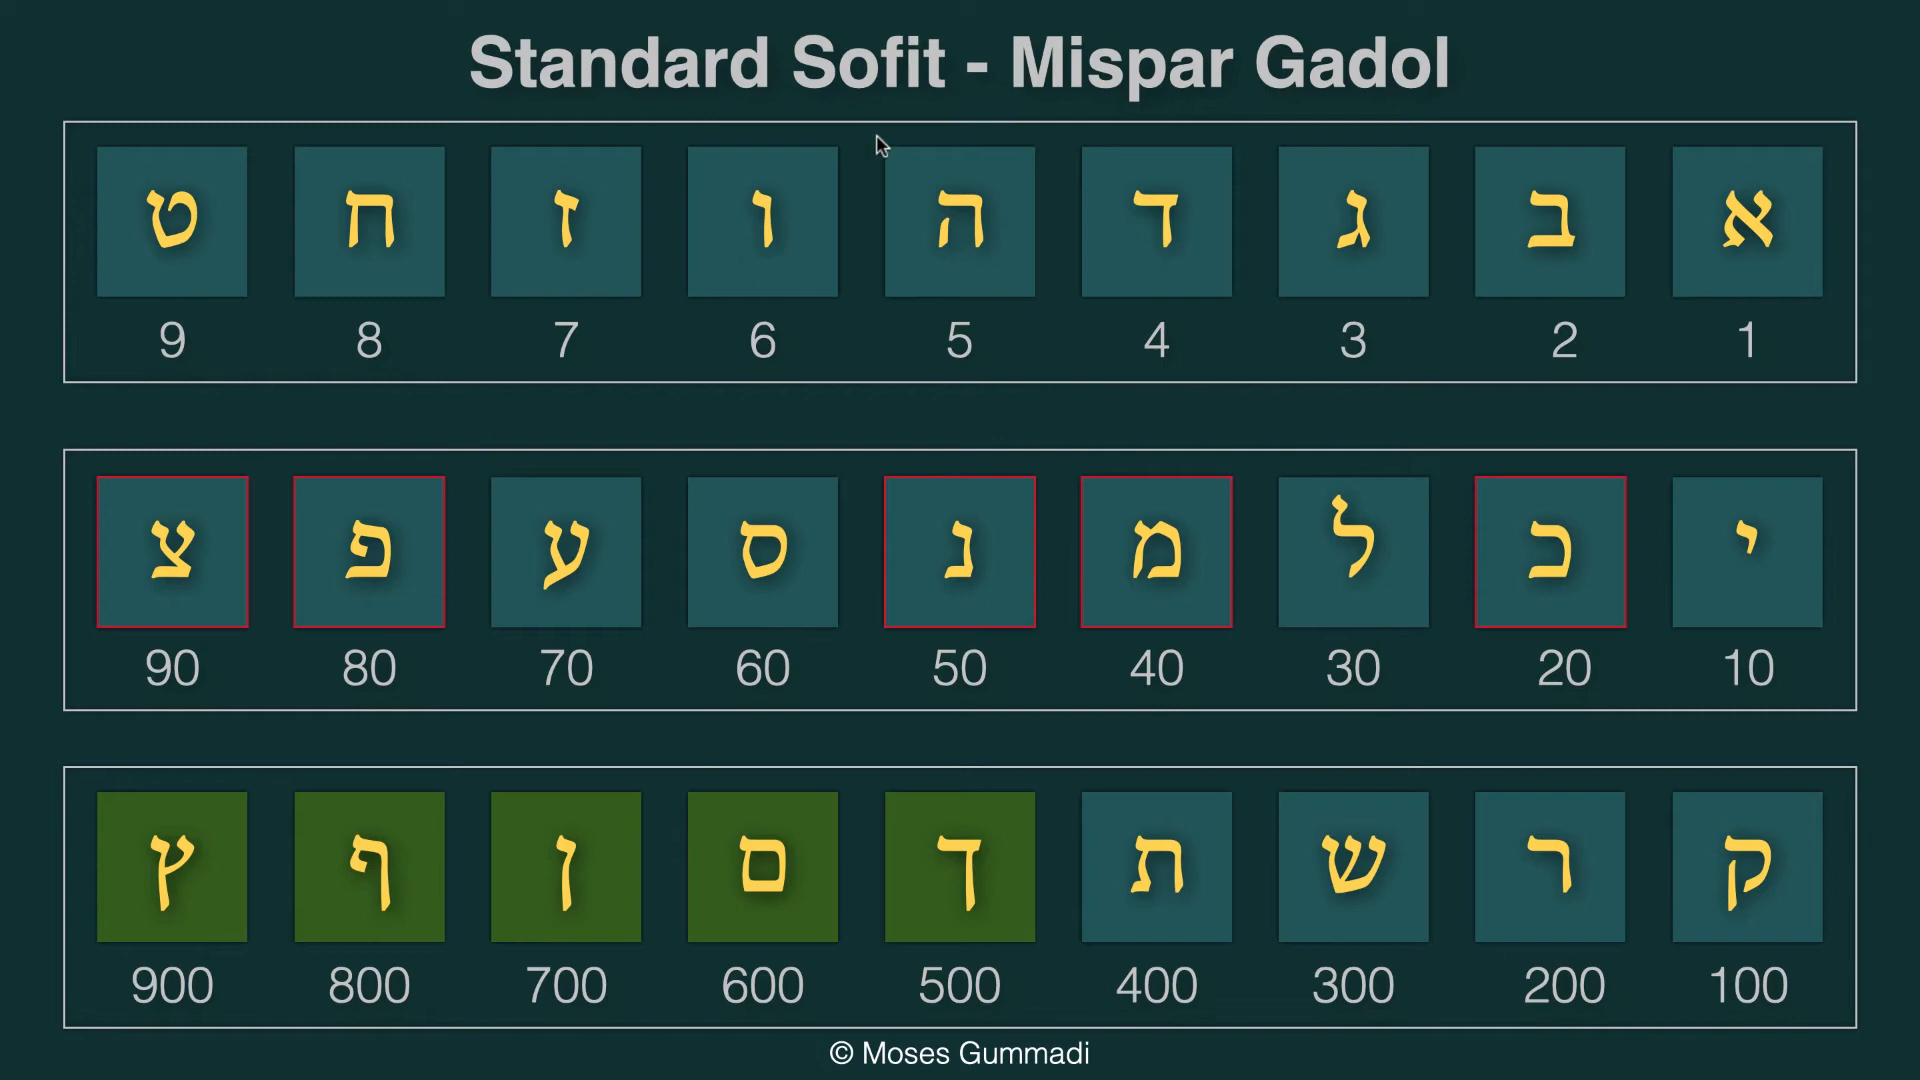 Standard Sofit - Mispar Gadol
ט ח ז ו ה ד ג ב א
9 8 7 6 5 4 3 2 1
צ פ ע ס נ מ ל כ י
90 80 70 60 50 40 30 20 10
ץ ף ן ם ך ת ש ר ק
900 800 700 600 500 400 300 200 100
© Moses Gummadi